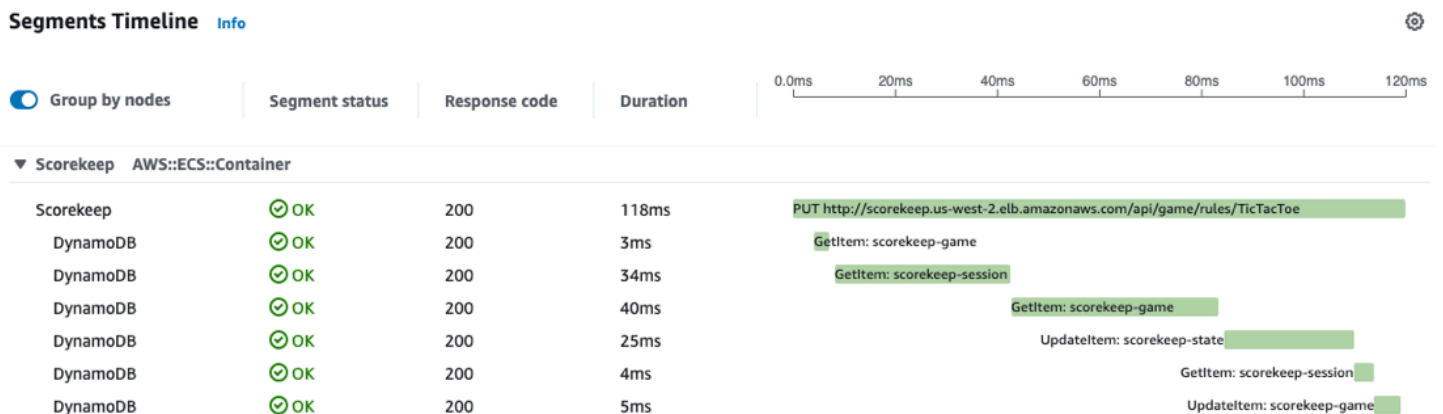 Segments Timeline Info
0.0ms 20ms 40ms 60ms 80ms 100ms 120ms
Group by nodes Segment status Response code Duration
Scorekeep AWS::ECS::Container
Scorekeep OK 200 118ms PUT http://scorekeep.us-west-2.elb.amazonaws.com/api/game/rules/TicTacToe
DynamoDB OK 200 3ms GetItem: scorekeep-game
DynamoDB OK 200 34ms GetItem: scorekeep-session
DynamoDB OK 200 40ms GetItem: scorekeep-game
DynamoDB OK 200 25ms UpdateItem: scorekeep-state
DynamoDB OK 200 4ms GetItem: scorekeep-session
DynamoDB OK 200 5ms UpdateItem: scorekeep-game